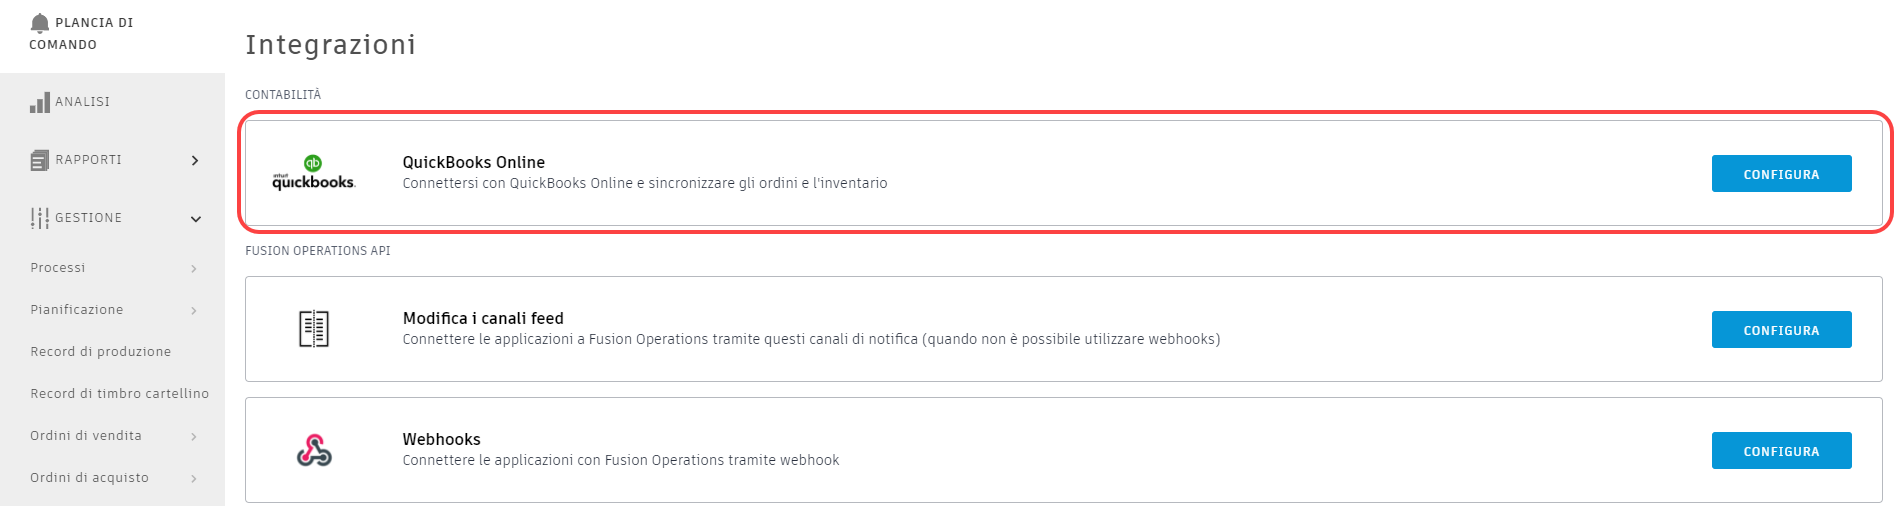 PLANCIA DI
COMANDO
ANALISI
RAPPORTI
GESTIONE
Processi
Pianificazione
Record di produzione
Record di timbro cartellino
Ordini di vendita
Ordini di acquisto
Integrazioni
CONTABILITÀ
qb
intuit
quickbooks.
QuickBooks Online
Connettersi con QuickBooks Online e sincronizzare gli ordini e l'inventario
CONFIGURA
FUSION OPERATIONS API
Modifica i canali feed
Connettere le applicazioni a Fusion Operations tramite questi canali di notifica (quando non è possibile utilizzare webhooks)
CONFIGURA
Webhooks
Connettere le applicazioni con Fusion Operations tramite webhook
CONFIGURA